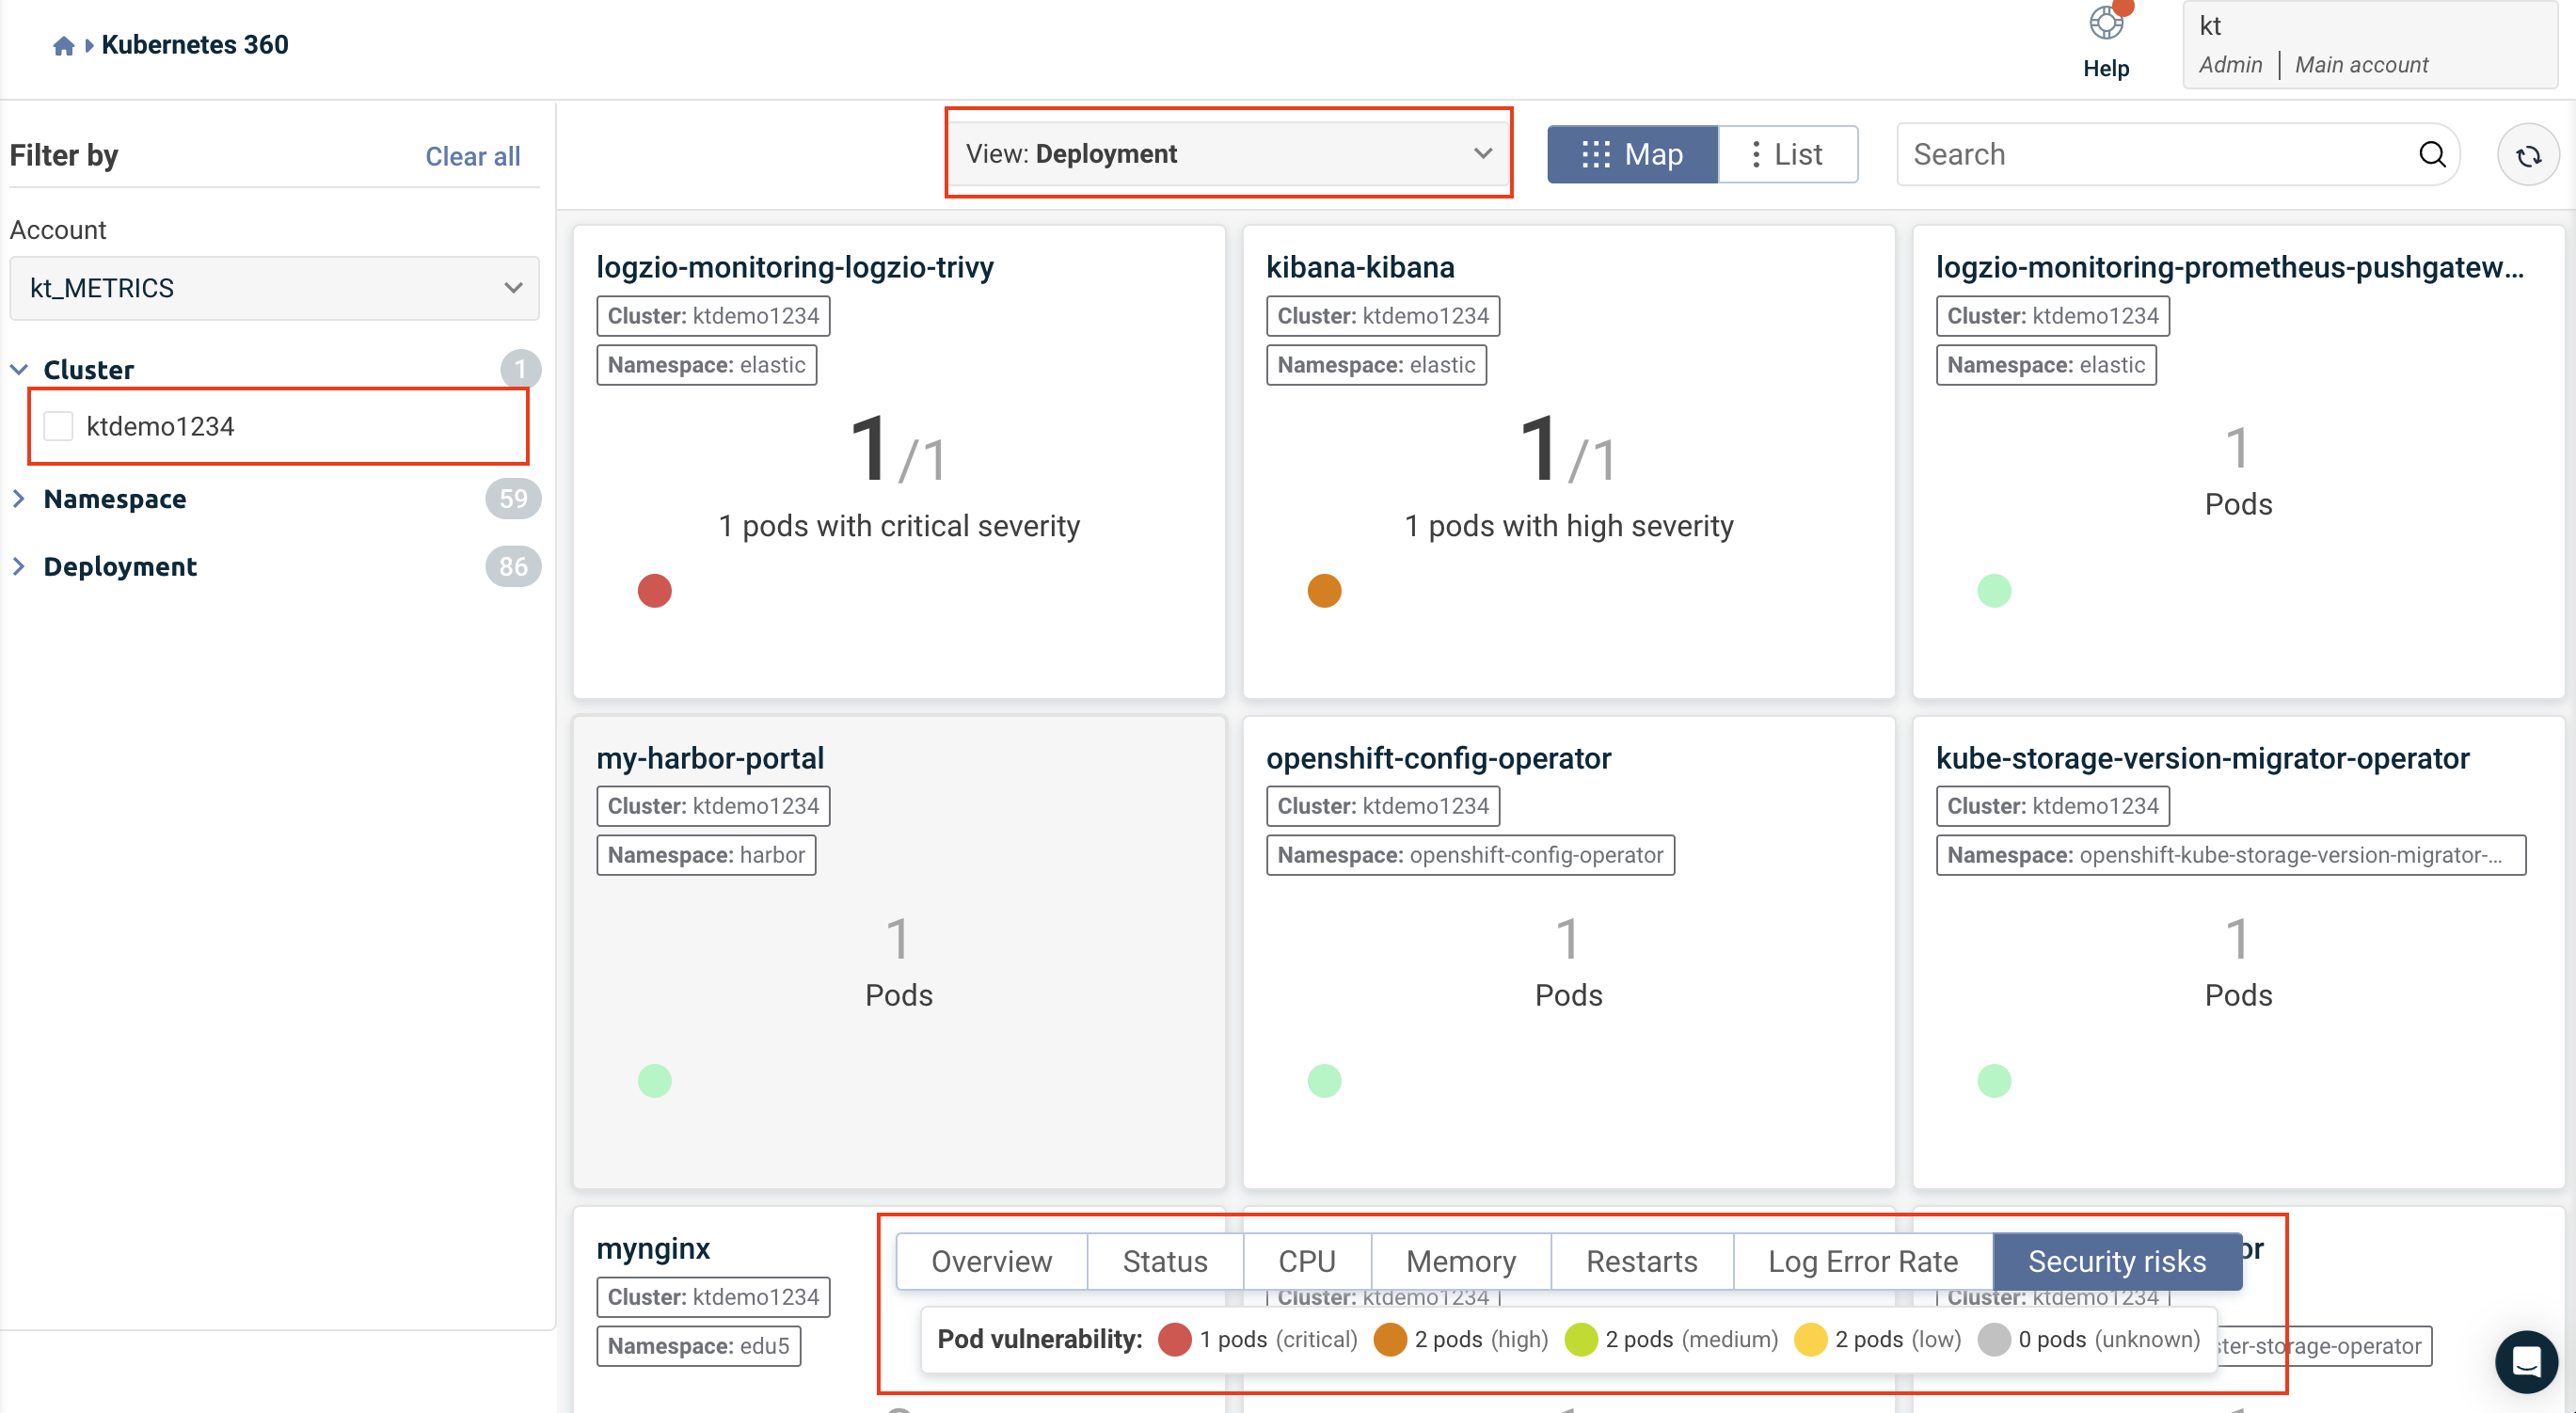 Kubernetes 360
Help
kt
Admin | Main account
Filter by
Clear all
View: Deployment
Map
List
Search
Account
kt_METRICS
Cluster
1
ktdemo1234
Namespace
59
Deployment
86
logzio-monitoring-logzio-trivy
Cluster: ktdemo1234
Namespace: elastic
1/1
1 pods with critical severity
kibana-kibana
Cluster: ktdemo1234
Namespace: elastic
1/1
1 pods with high severity
logzio-monitoring-prometheus-pushgatew...
Cluster: ktdemo1234
Namespace: elastic
1
Pods
my-harbor-portal
Cluster: ktdemo1234
Namespace: harbor
1
Pods
openshift-config-operator
Cluster: ktdemo1234
Namespace: openshift-config-operator
1
Pods
kube-storage-version-migrator-operator
Cluster: ktdemo1234
Namespace: openshift-kube-storage-version-migrator-...
1
Pods
mynginx
Cluster: ktdemo1234
Namespace: edu5
Cluster: ktdemo1234
or
Cluster: ktdemo1234
ster-storage-operator
Overview
Status
CPU
Memory
Restarts
Log Error Rate
Security risks
Pod vulnerability: 1 pods (critical) 2 pods (high) 2 pods (medium) 2 pods (low) 0 pods (unknown)